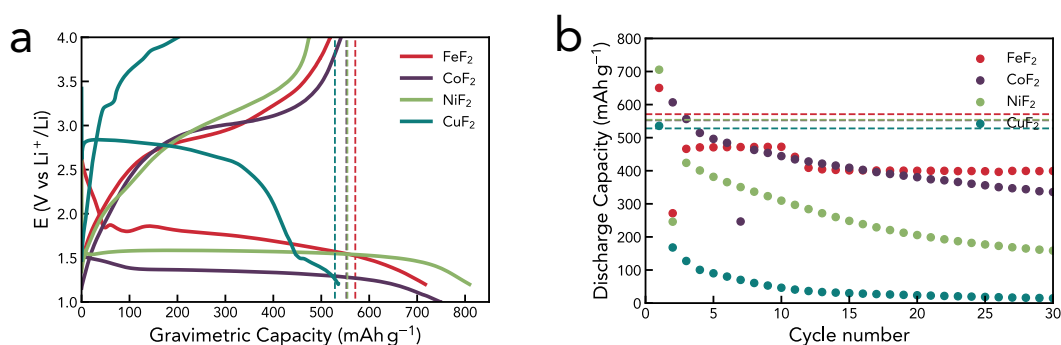 a
4.0
3.5
3.0
2.5
2.0
1.5
1.0
E (V vs Li⁺/Li)
0
100
200
300
400
500
600
700
800
Gravimetric Capacity (mAh g⁻¹)
FeF₂
CoF₂
NiF₂
CuF₂
b
800
700
600
500
400
300
200
100
0
Discharge Capacity (mAh g⁻¹)
0
5
10
15
20
25
30
Cycle number
FeF₂
CoF₂
NiF₂
CuF₂